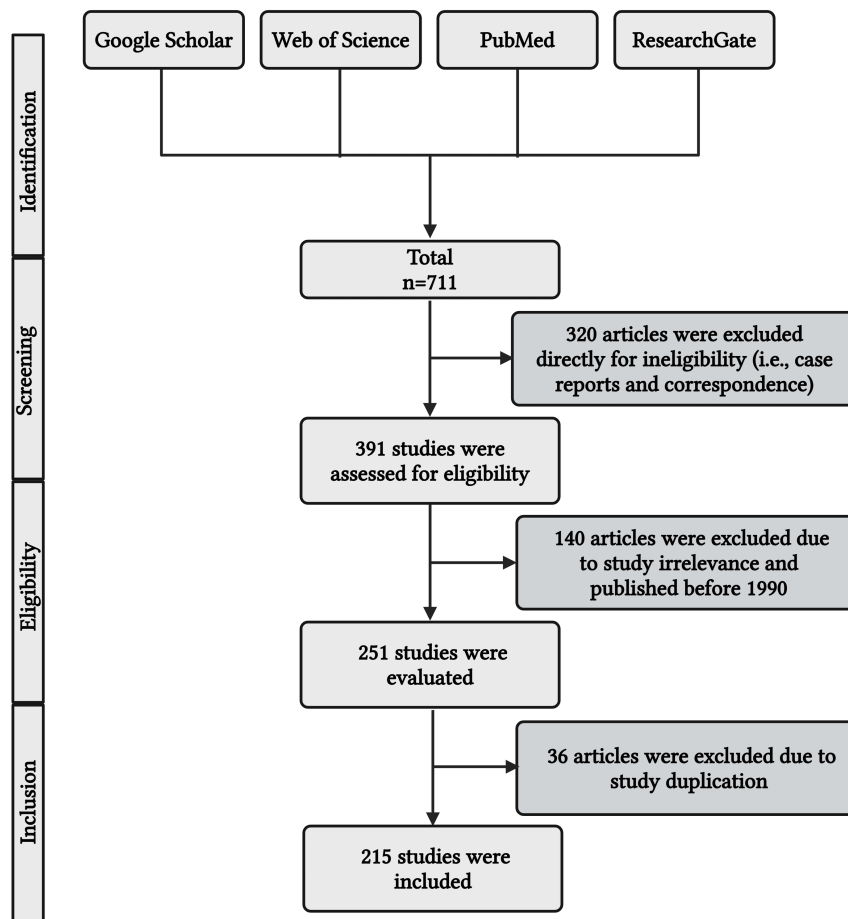 Google Scholar
Web of Science
PubMed
ResearchGate
Identification
Total
n=711
Screening
320 articles were excluded
directly for ineligibility (i.e., case
reports and correspondence)
391 studies were
assessed for eligibility
Eligibility
140 articles were excluded due
to study irrelevance and
published before 1990
251 studies were
evaluated
Inclusion
36 articles were excluded due to
study duplication
215 studies were
included